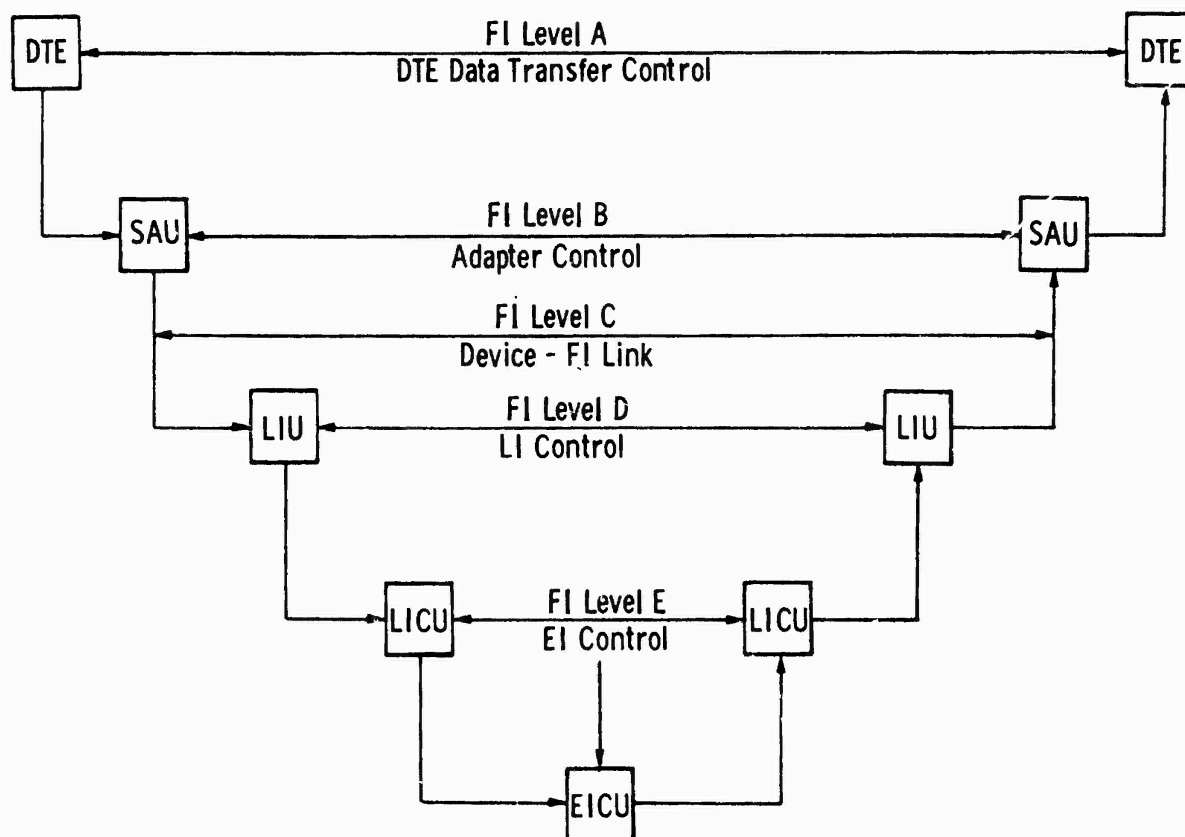 DTE
FI Level A
DTE Data Transfer Control
DTE
SAU
FI Level B
Adapter Control
SAU
FI Level C
Device - FI Link
LIU
FI Level D
LI Control
LIU
LICU
FI Level E
EI Control
LICU
EICU